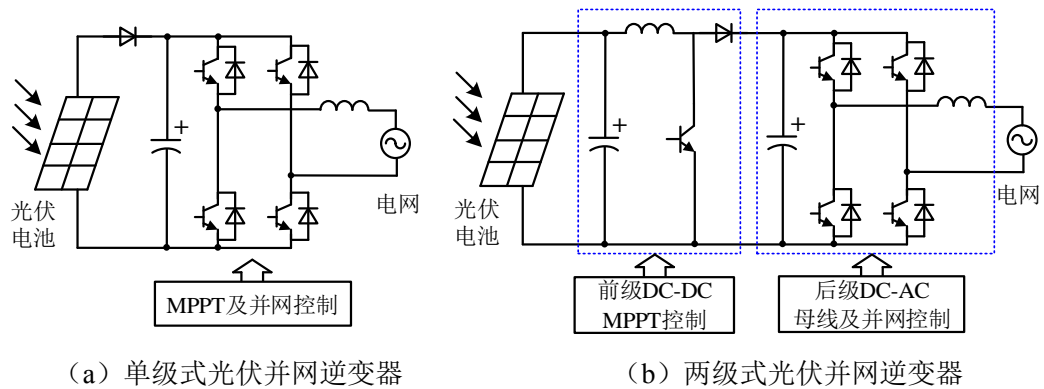 +
光伏
电池
电网
MPPT及并网控制
（a）单级式光伏并网逆变器
+
+
光伏
电池
电网
前级DC-DC
MPPT控制
后级DC-AC
母线及并网控制
（b）两级式光伏并网逆变器